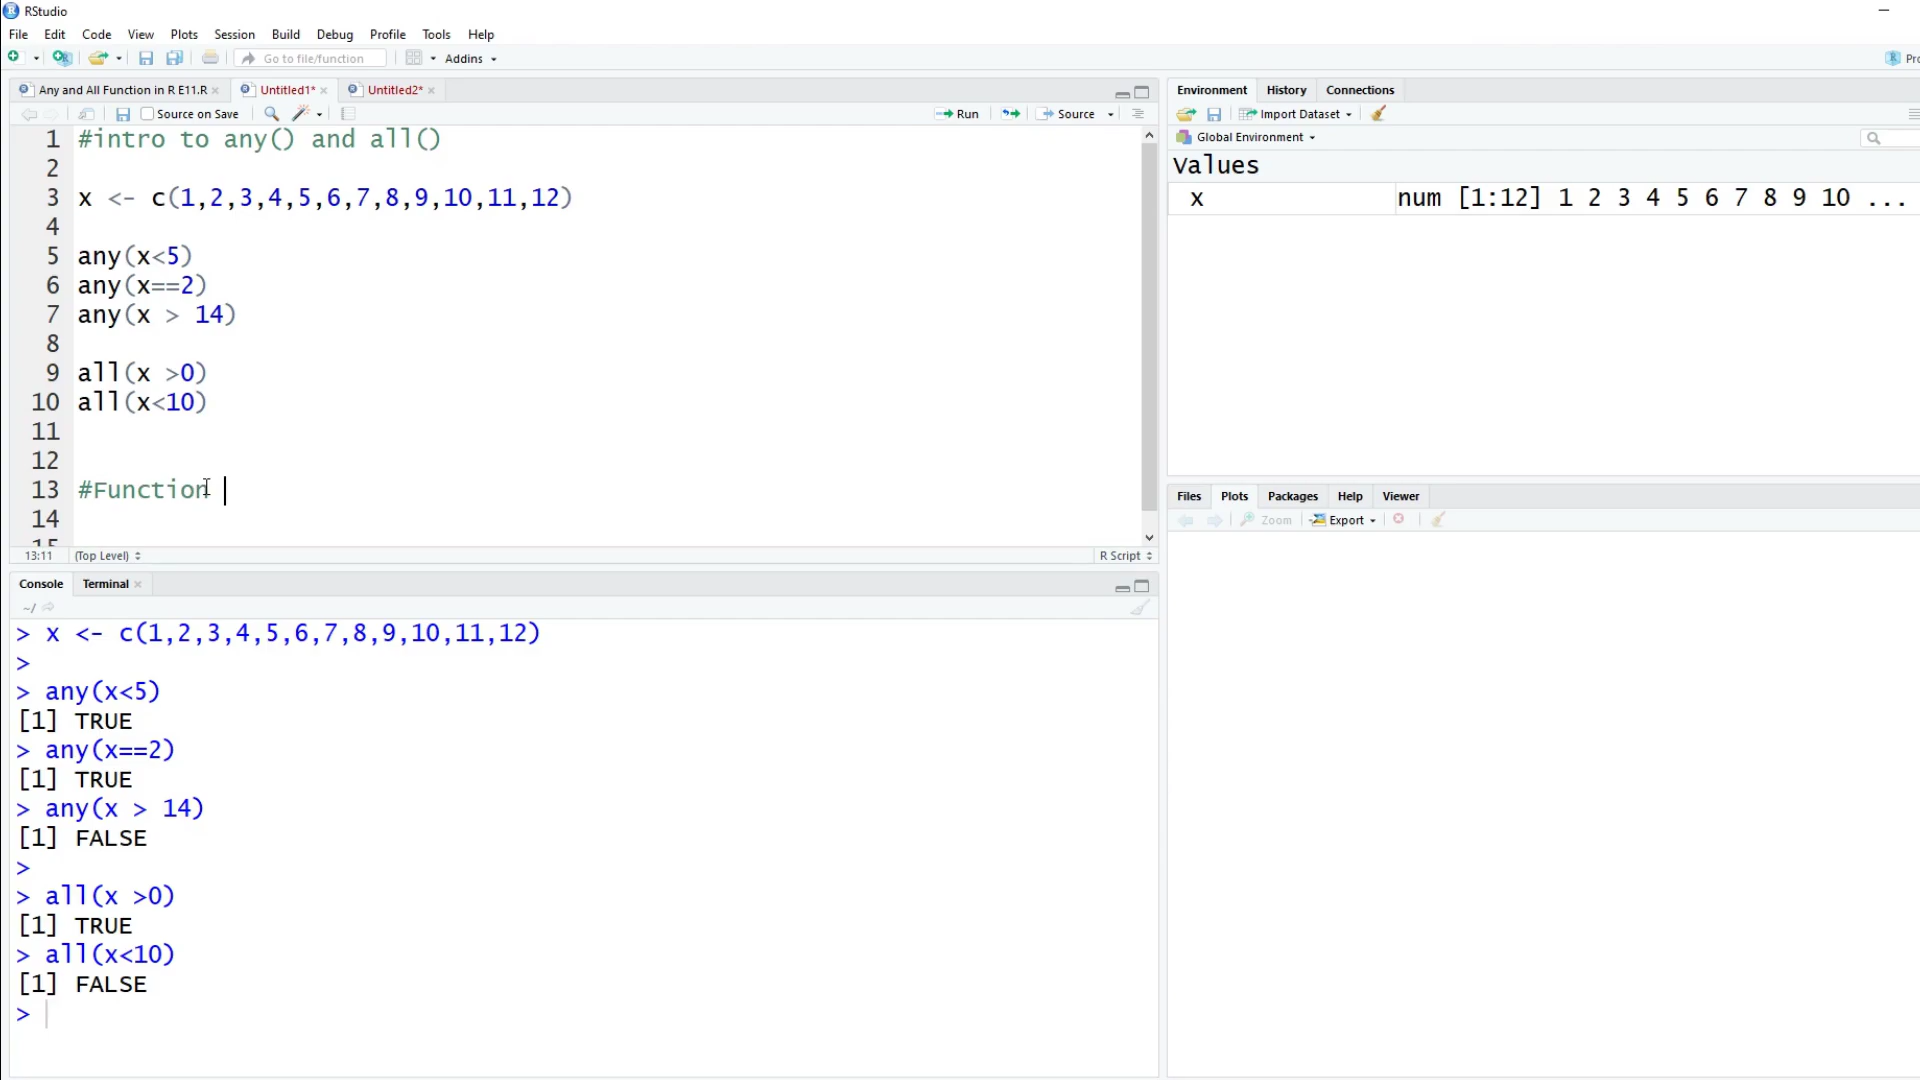 RStudio
File Edit Code View Plots Session Build Debug Profile Tools Help
Go to file/function Addins
Any and All Function in R E11.R Untitled1* Untitled2*
Source on Save Run Source
1 #intro to any() and all()
2
3 x <- c(1,2,3,4,5,6,7,8,9,10,11,12)
4
5 any(x<5)
6 any(x==2)
7 any(x > 14)
8
9 all(x >0)
10 all(x<10)
11
12
13 #Function
14
15
13:11 (Top Level) R Script
Console Terminal
~/
> x <- c(1,2,3,4,5,6,7,8,9,10,11,12)
>
> any(x<5)
[1] TRUE
> any(x==2)
[1] TRUE
> any(x > 14)
[1] FALSE
>
> all(x >0)
[1] TRUE
> all(x<10)
[1] FALSE
>
Environment History Connections
Import Dataset
Global Environment
Values
x num [1:12] 1 2 3 4 5 6 7 8 9 10 ...
Files Plots Packages Help Viewer
Zoom Export